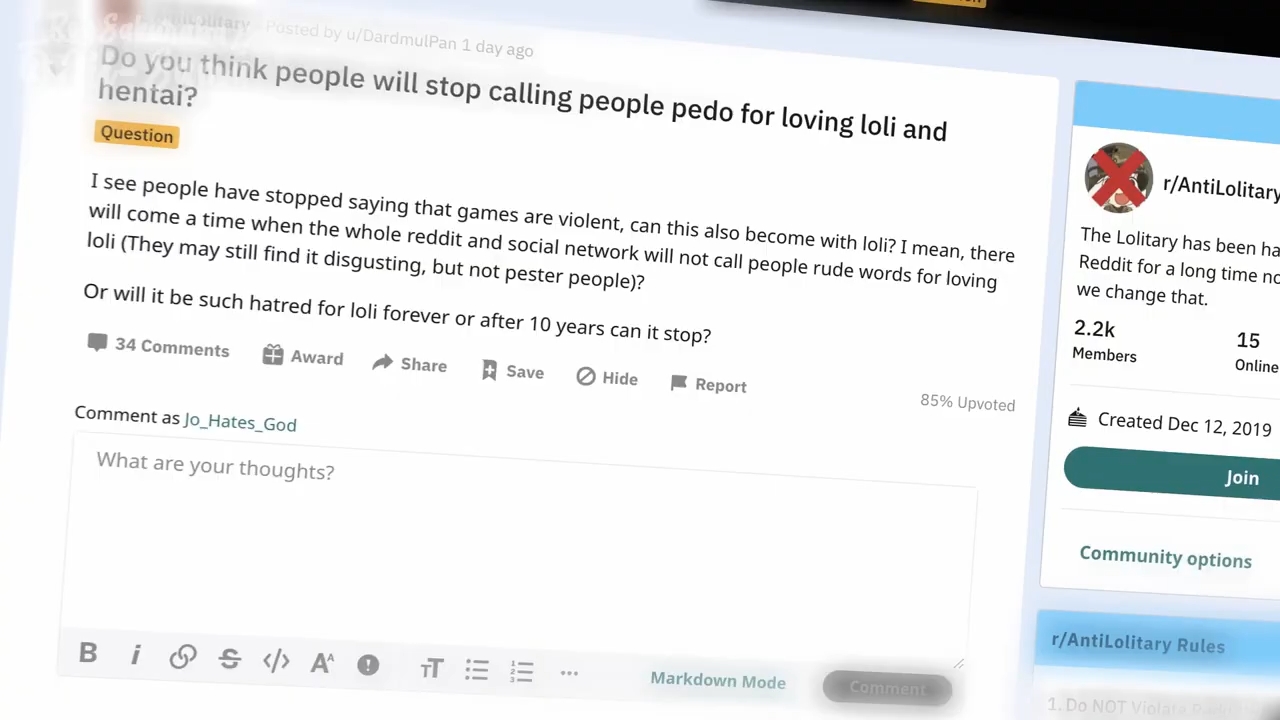 Posted by u/DardmulPan 1 day ago
Do you think people will stop calling people pedo for loving loli and
hentai?
Question
I see people have stopped saying that games are violent, can this also become with loli? I mean, there
will come a time when the whole reddit and social network will not call people rude words for loving
loli (They may still find it disgusting, but not pester people)?
Or will it be such hatred for loli forever or after 10 years can it stop?
34 Comments Award Share Save Hide Report
85% Upvoted
Comment as Jo_Hates_God
What are your thoughts?
B i S </> A TT ...
Markdown Mode
Comment
r/AntiLolitary
The Lolitary has been ha
Reddit for a long time no
we change that.
2.2k
Members
15
Online
Created Dec 12, 2019
Join
Community options
r/AntiLolitary Rules
1. Do NOT Violate